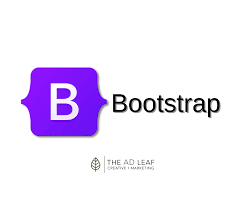 B
Bootstrap
THE AD LEAF
CREATIVE + MARKETING